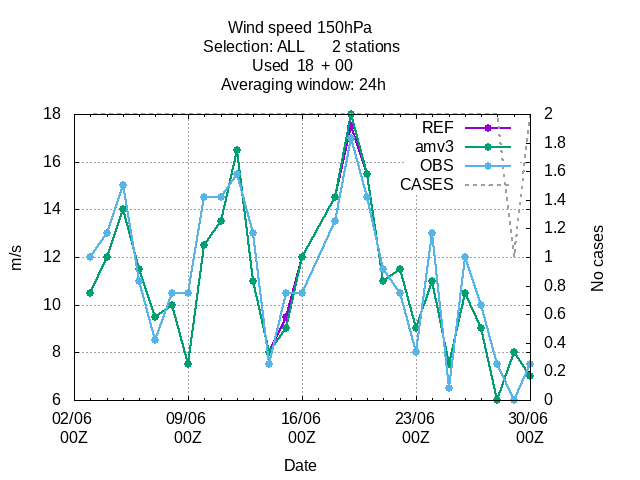 Wind speed 150hPa
Selection: ALL 2 stations
Used 18 + 00
Averaging window: 24h
18 2
REF 1.8
amv3
16 1.6
OBS
CASES 1.4
14
1.2
12 1
10 0.8
0.6
8 0.4
0.2
6 0
m/s
No cases
02/06 09/06 16/06 23/06 30/06
00Z 00Z 00Z 00Z 00Z
Date